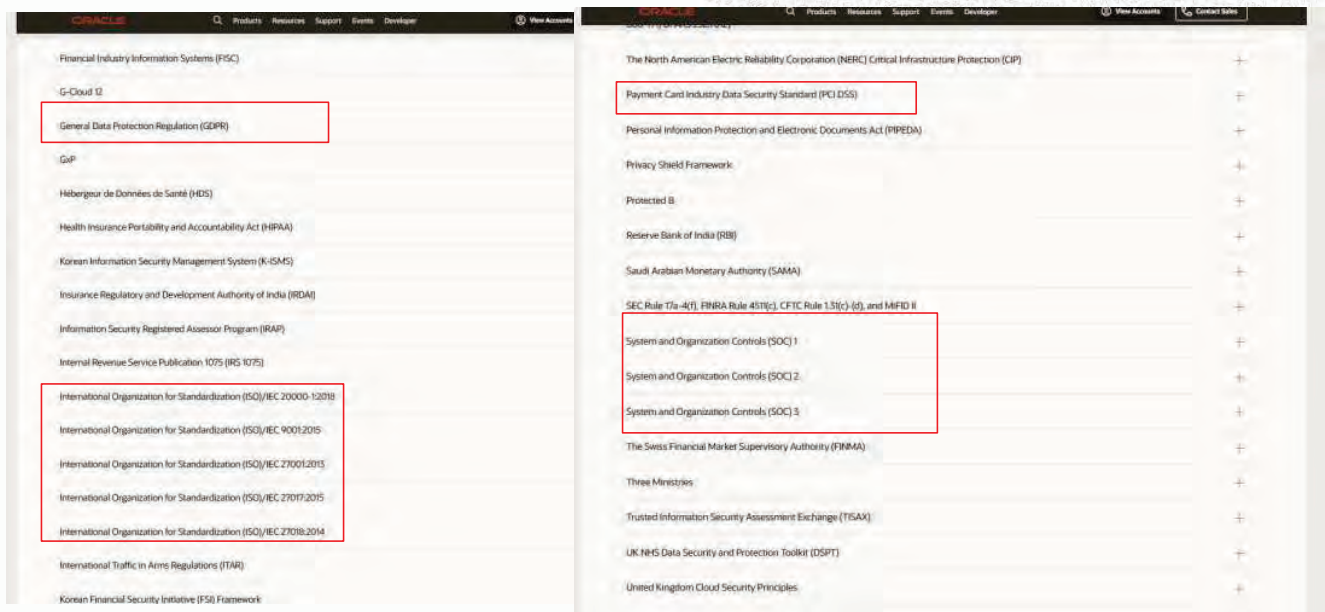 ORACLE
Products Resources Support Events Developer
View Accounts
Financial Industry Information Systems (FISC)
G-Cloud 12
General Data Protection Regulation (GDPR)
GxP
Hébergeur de Données de Santé (HDS)
Health Insurance Portability and Accountability Act (HIPAA)
Korean Information Security Management System (K-ISMS)
Insurance Regulatory and Development Authority of India (IRDAI)
Information Security Registered Assessor Program (IRAP)
Internal Revenue Service Publication 1075 (IRS 1075)
International Organization for Standardization (ISO)/IEC 20000-1:2018
International Organization for Standardization (ISO)/IEC 9001:2015
International Organization for Standardization (ISO)/IEC 27001:2013
International Organization for Standardization (ISO)/IEC 27017:2015
International Organization for Standardization (ISO)/IEC 27018:2014
International Traffic in Arms Regulations (ITAR)
Korean Financial Security Initiative (FSI) Framework
ORACLE
Products Resources Support Events Developer
View Accounts
Contact Sales
The North American Electric Reliability Corporation (NERC) Critical Infrastructure Protection (CIP)
Payment Card Industry Data Security Standard (PCI DSS)
Personal Information Protection and Electronic Documents Act (PIPEDA)
Privacy Shield Framework
Protected B
Reserve Bank of India (RBI)
Saudi Arabian Monetary Authority (SAMA)
SEC Rule 17a-4(f), FINRA Rule 4511(c), CFTC Rule 1.31(c)-(d), and MiFID II
System and Organization Controls (SOC) 1
System and Organization Controls (SOC) 2
System and Organization Controls (SOC) 3
The Swiss Financial Market Supervisory Authority (FINMA)
Three Ministries
Trusted Information Security Assessment Exchange (TISAX)
UK NHS Data Security and Protection Toolkit (DSPT)
United Kingdom Cloud Security Principles